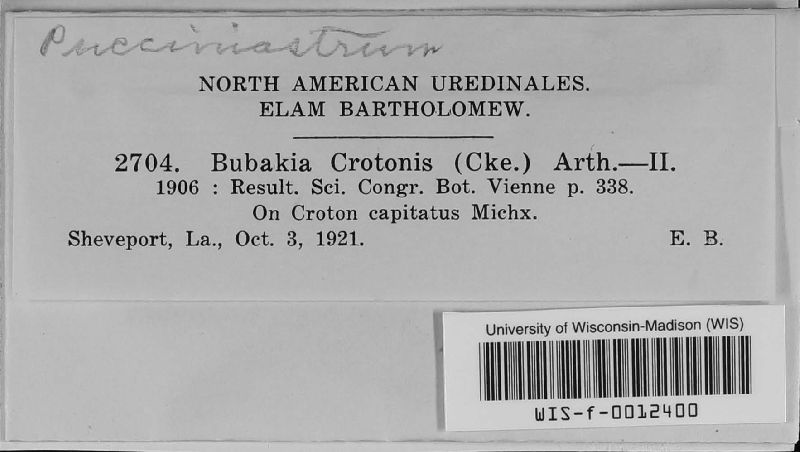 Pucciniastrum
NORTH AMERICAN UREDINALES.
ELAM BARTHOLOMEW.
2704. Bubakia Crotonis (Cke.) Arth.—II.
1906 : Result. Sci. Congr. Bot. Vienne p. 338.
On Croton capitatus Michx.
Sheveport, La., Oct. 3, 1921. E. B.
University of Wisconsin-Madison (WIS)
WIS-f-0012400